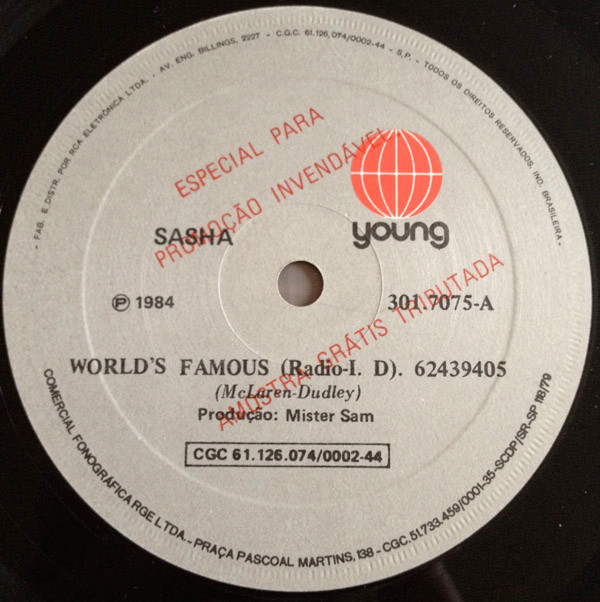 - FAB. E DISTR. POR RCA ELETRÔNICA LTDA. - AV. ENG. BILLINGS, 2227 - C.G.C. 61.126.074/0002-44 - S.P. - TODOS OS DIREITOS RESERVADOS. IND. BRASILEIRA -
ESPECIAL PARA
PROMOÇÃO INVENDÁVEL
young
SASHA
℗ 1984
301.7075-A
AMOSTRA GRÁTIS TRIBUTADA
WORLD'S FAMOUS (Radio-I. D). 62439405
(McLaren-Dudley)
Produção: Mister Sam
CGC 61.126.074/0002-44
COMERCIAL FONOGRÁFICA RGE LTDA. - PRAÇA PASCOAL MARTINS, 138 - CGC. 51.733.459/0001-35 - SCDP/SR-SP 118/79